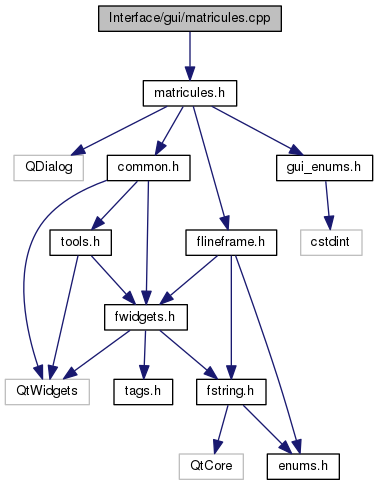 Interface/gui/matricules.cpp
matricules.h
QDialog
common.h
gui_enums.h
tools.h
flineframe.h
cstdint
fwidgets.h
QtWidgets
tags.h
fstring.h
QtCore
enums.h